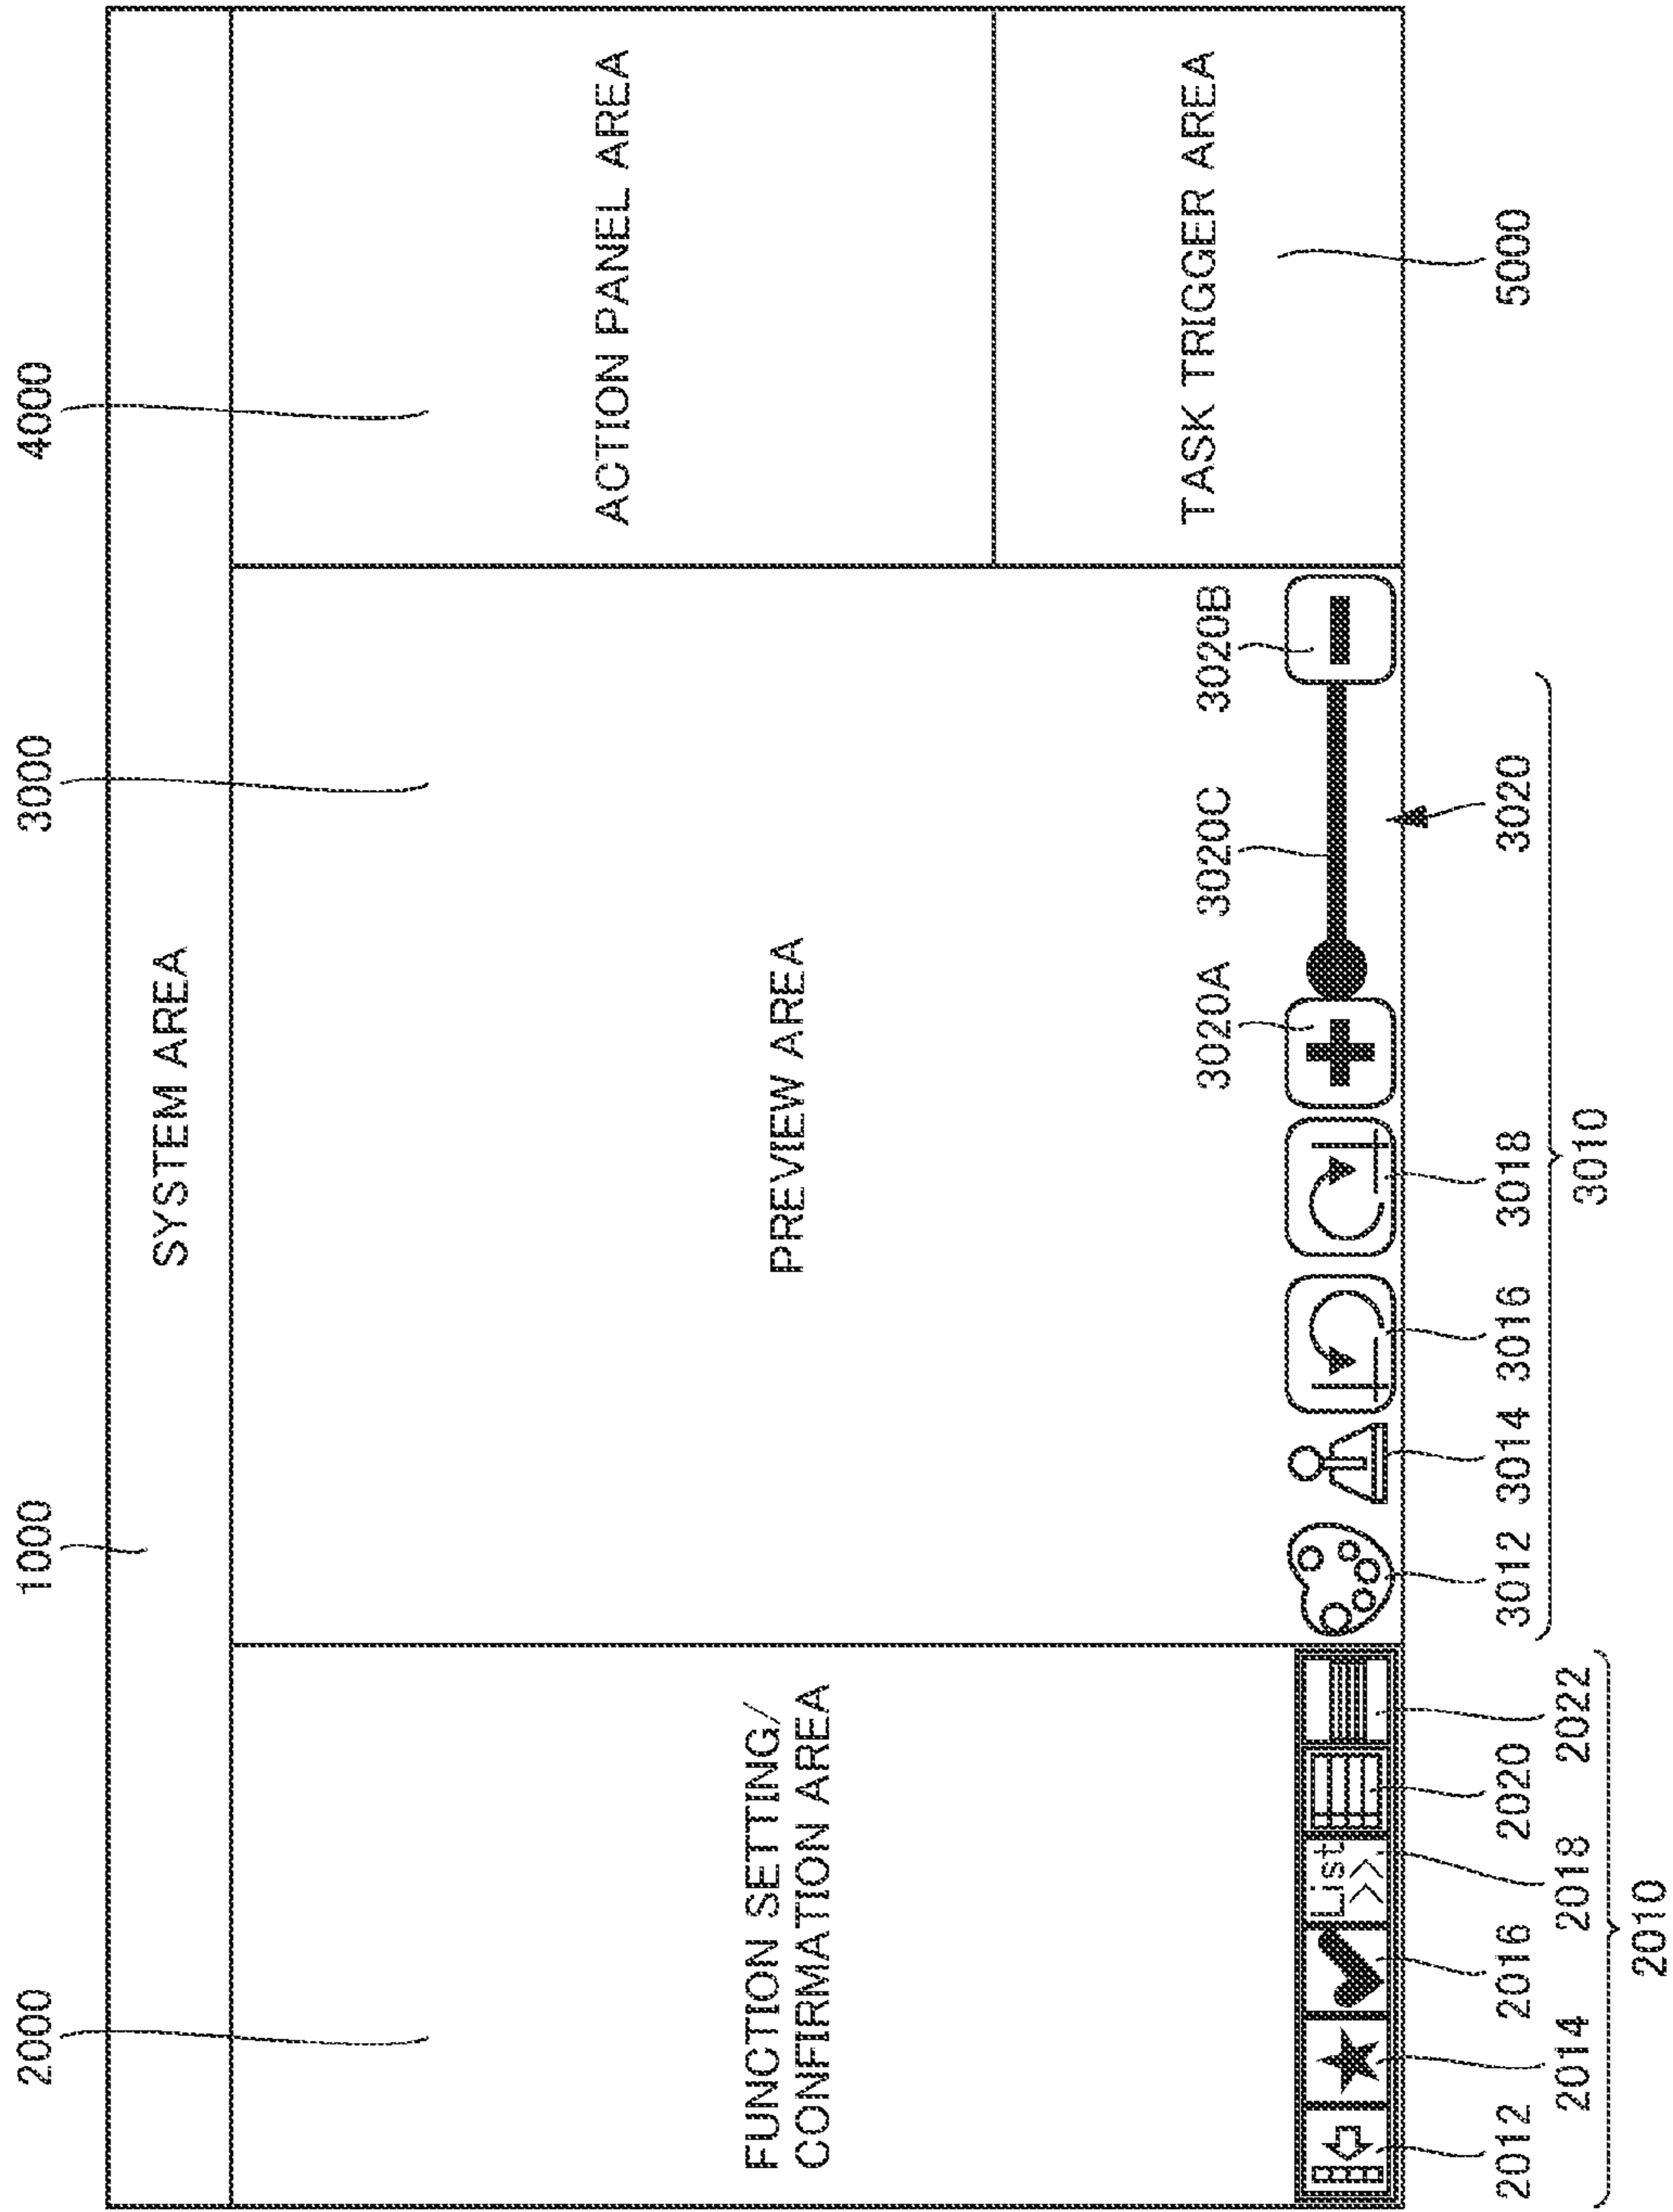 1000
2000
3000
4000
SYSTEM AREA
FUNCTION SETTING/
CONFIRMATION AREA
PREVIEW AREA
ACTION PANEL AREA
TASK TRIGGER AREA
3020A
3020C
3020B
List
>>
2012
2014
2016
2018
2020
2022
2010
3012
3014
3016
3018
3020
3010
5000